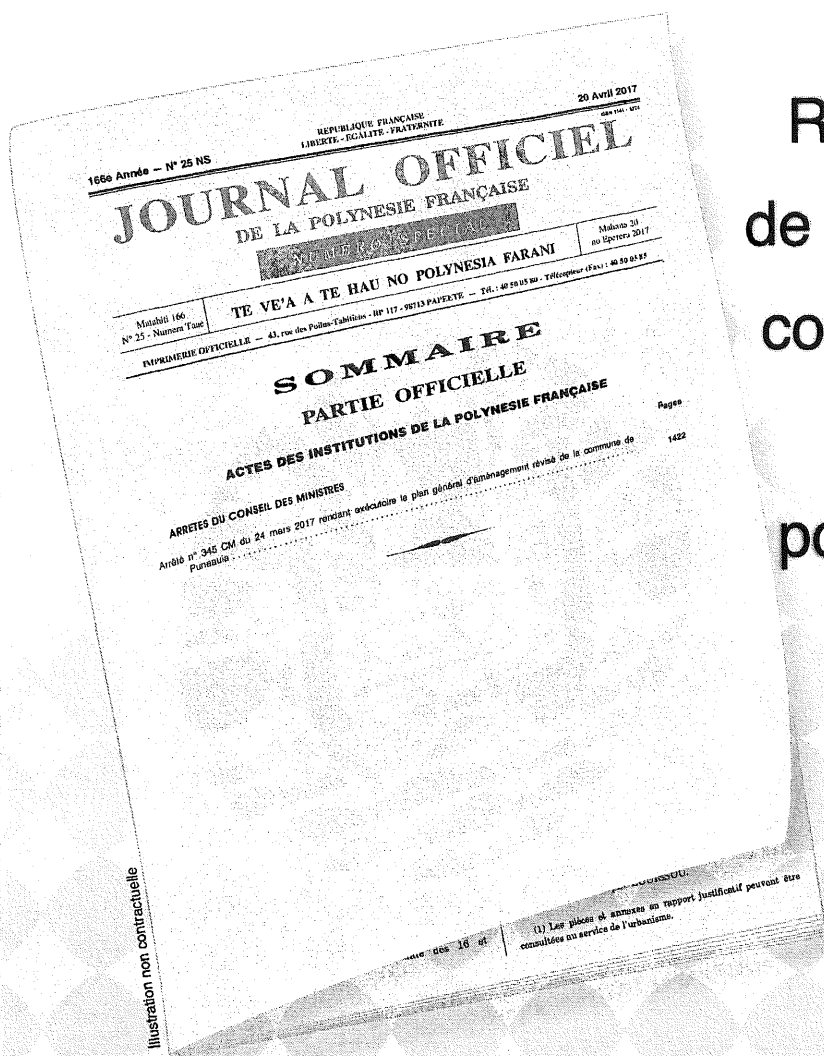 20 Avril 2017
REPUBLIQUE FRANÇAISE
LIBERTE - EGALITE - FRATERNITE
166e Année — N° 25 NS
JOURNAL OFFICIEL
DE LA POLYNESIE FRANÇAISE
NUMERO SPECIAL
Matahiti 166
N° 25 - Numera Taae
TE VE'A A TE HAU NO POLYNESIA FARANI
Mahana 20
no Eperera 2017
IMPRIMERIE OFFICIELLE — 43, rue des Poilus-Tahitiens - BP 117 - 98713 PAPEETE — Tél. : 40 50 05 80 - Télécopieur (Fax) : 40 50 05 85
SOMMAIRE
PARTIE OFFICIELLE
ACTES DES INSTITUTIONS DE LA POLYNESIE FRANÇAISE
Pages
ARRETES DU CONSEIL DES MINISTRES
Arrêté n° 345 CM du 24 mars 2017 rendant exécutoire le plan général d'aménagement révisé de la commune de
Punaauia . . . . . . . . . . 1422
des 16 et
(1) Les pièces et annexes au rapport justificatif peuvent être
consultées au service de l'urbanisme.
Illustration non contractuelle
R
de
co
po